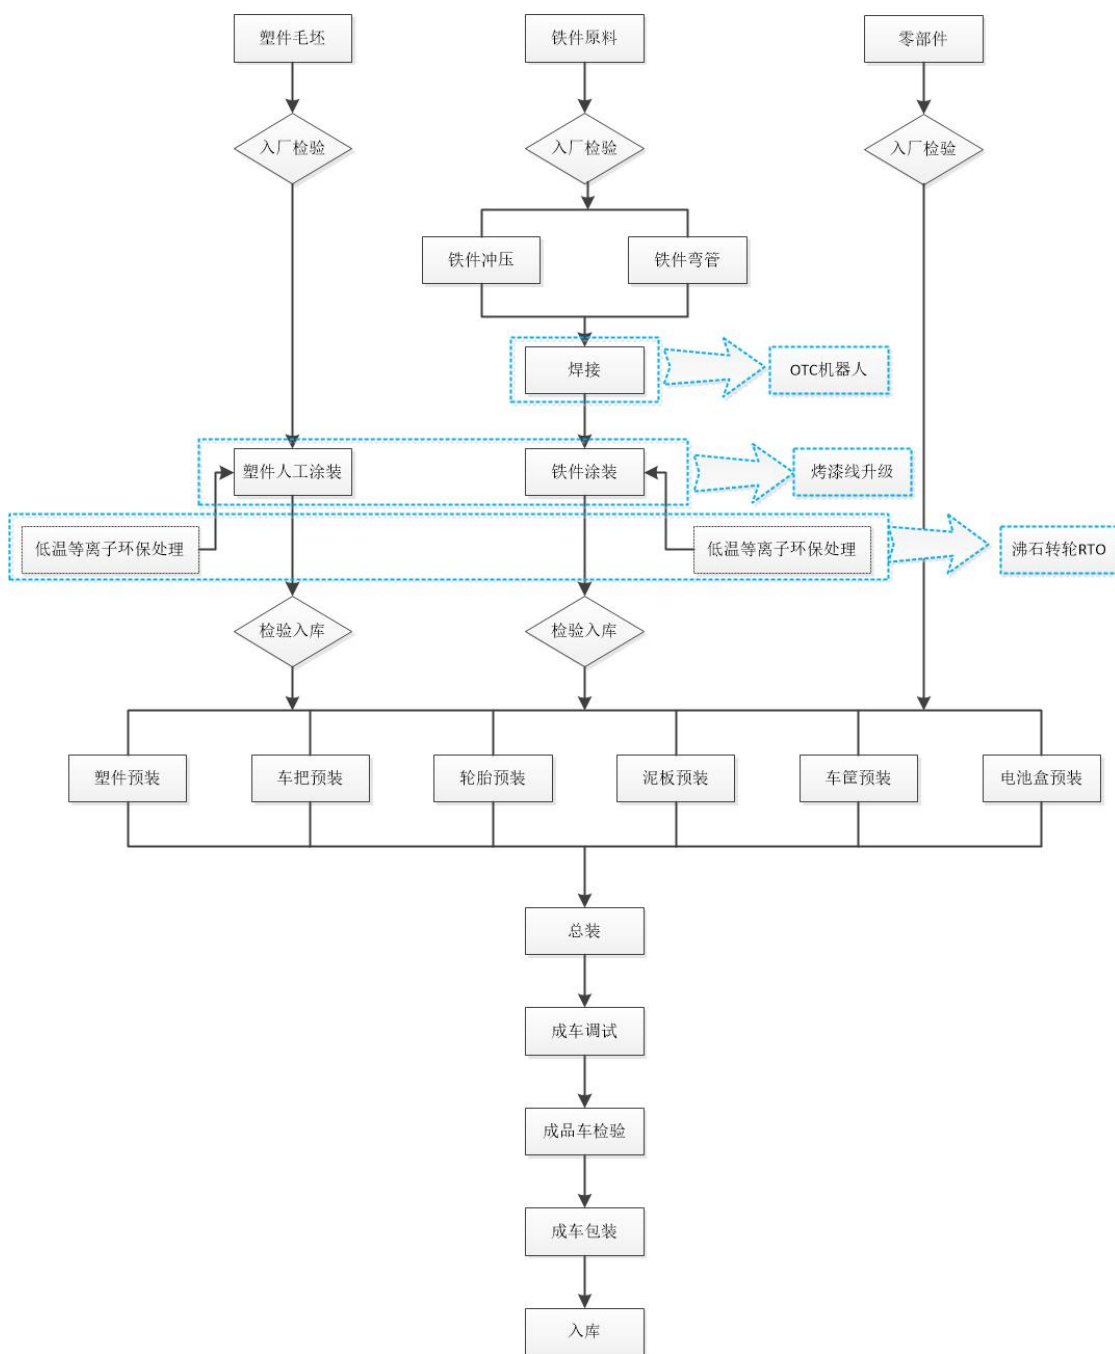 塑件毛坯
铁件原料
零部件
入厂检验
入厂检验
入厂检验
铁件冲压
铁件弯管
焊接
OTC机器人
塑件人工涂装
铁件涂装
烤漆线升级
低温等离子环保处理
低温等离子环保处理
沸石转轮RTO
检验入库
检验入库
塑件预装
车把预装
轮胎预装
泥板预装
车筐预装
电池盒预装
总装
成车调试
成品车检验
成车包装
入库